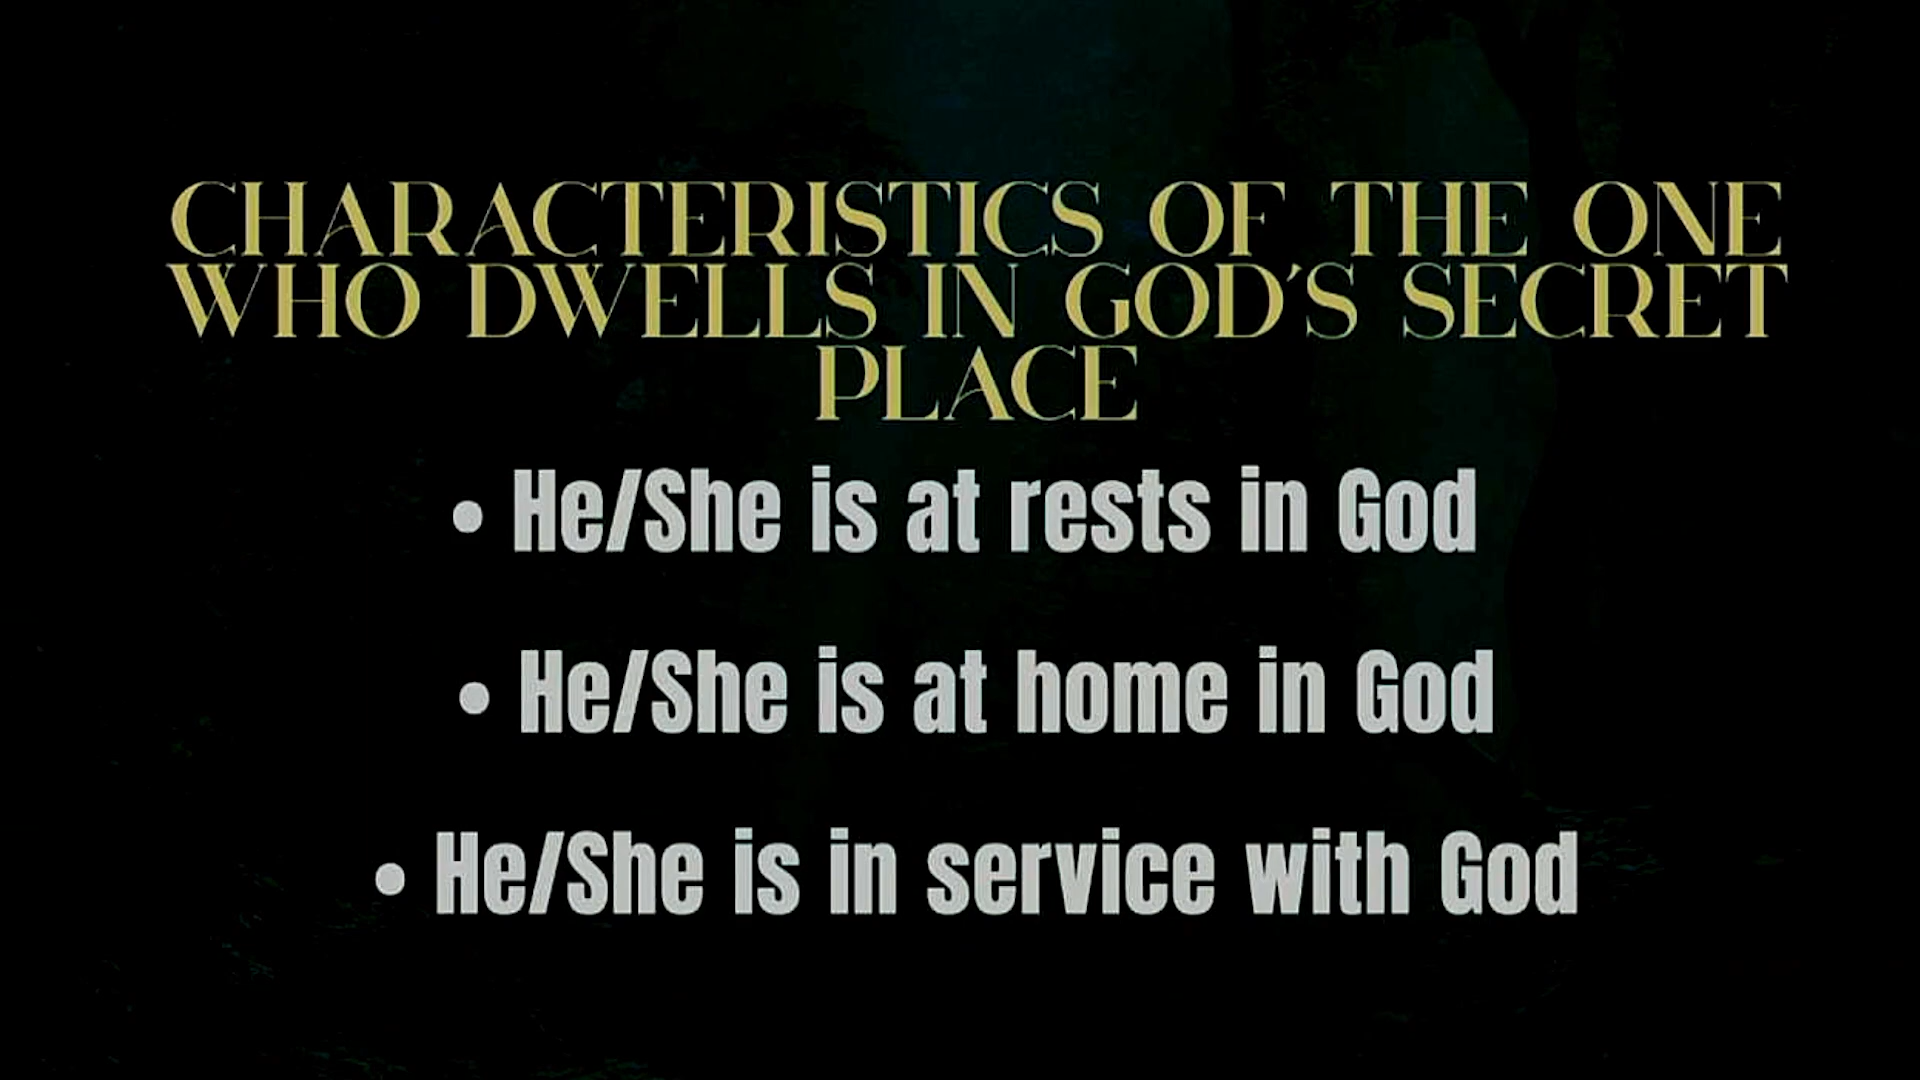 CHARACTERISTICS OF THE ONE
WHO DWELLS IN GOD'S SECRET
PLACE
• He/She is at rests in God
• He/She is at home in God
• He/She is in service with God